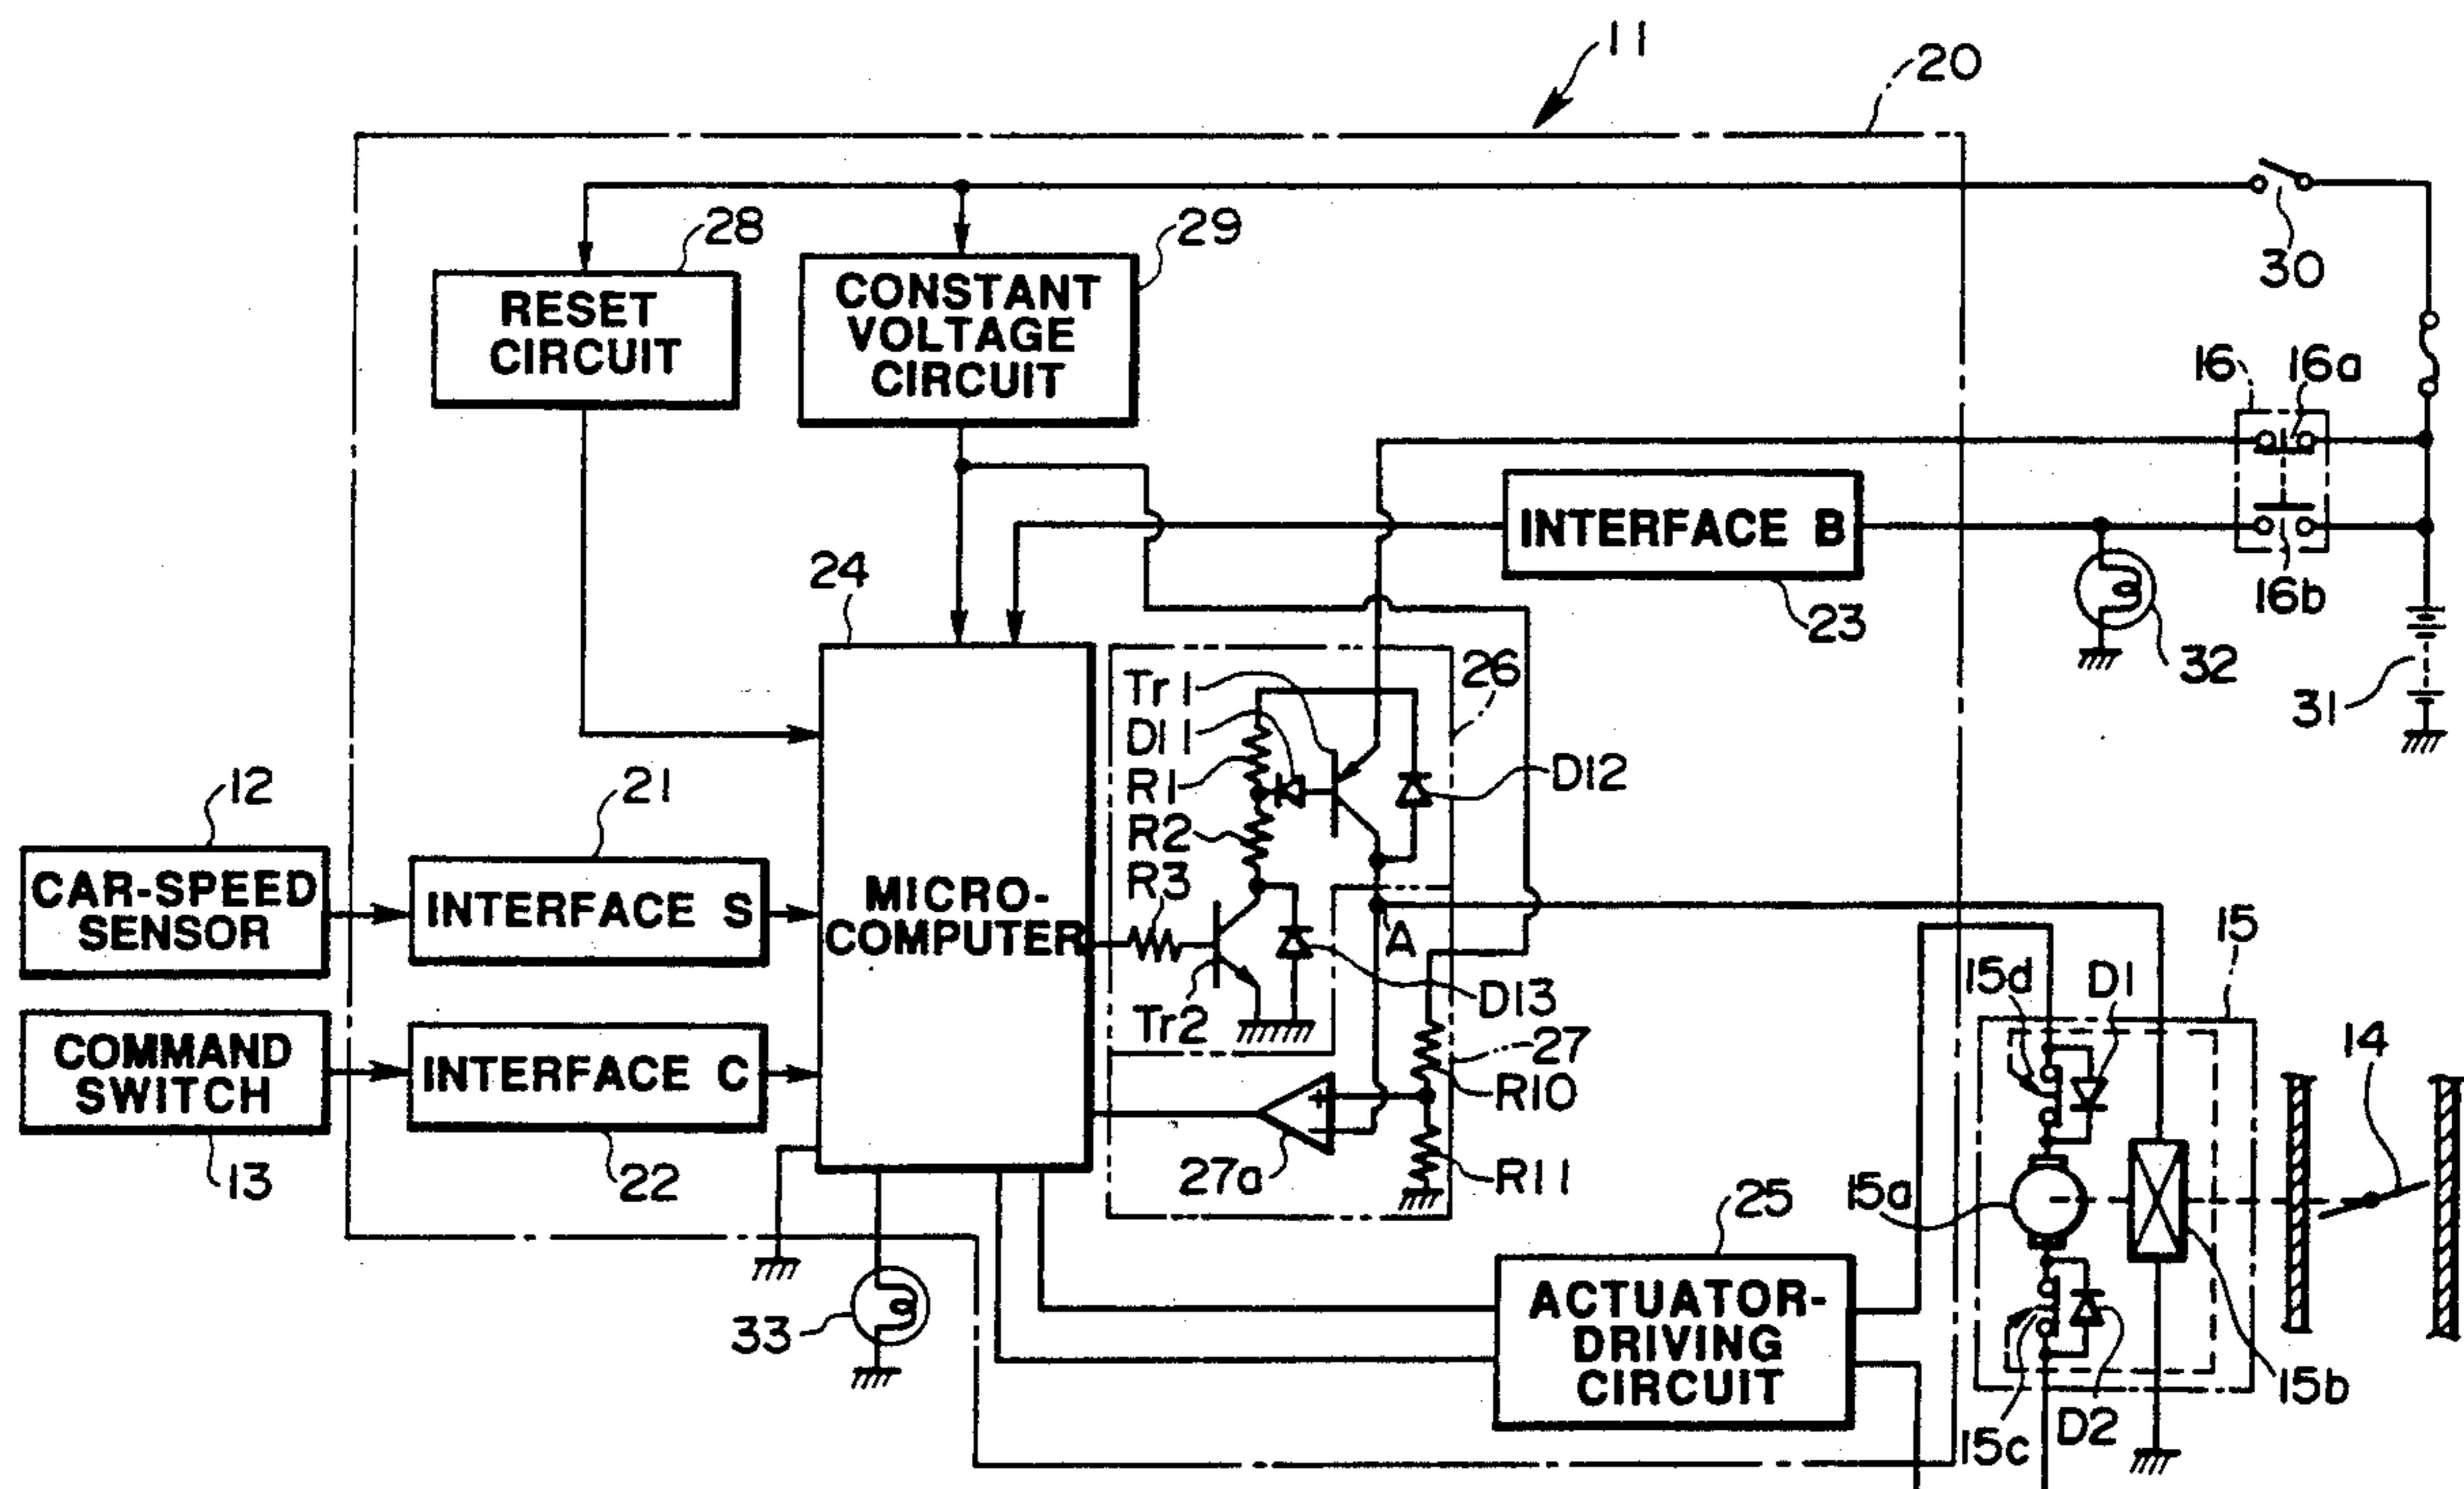 11
20
28
29
RESET
CIRCUIT
CONSTANT
VOLTAGE
CIRCUIT
30
16
16a
INTERFACE B
16b
23
32
31
24
Tr1
D11
R1
R2
R3
26
D12
12
21
CAR-SPEED
SENSOR
INTERFACE S
MICRO-
COMPUTER
A
15
15d
D1
Tr2
D13
COMMAND
SWITCH
INTERFACE C
27
R10
14
13
22
27a
R11
15a
25
33
ACTUATOR-
DRIVING
CIRCUIT
15b
15c
D2
+
−